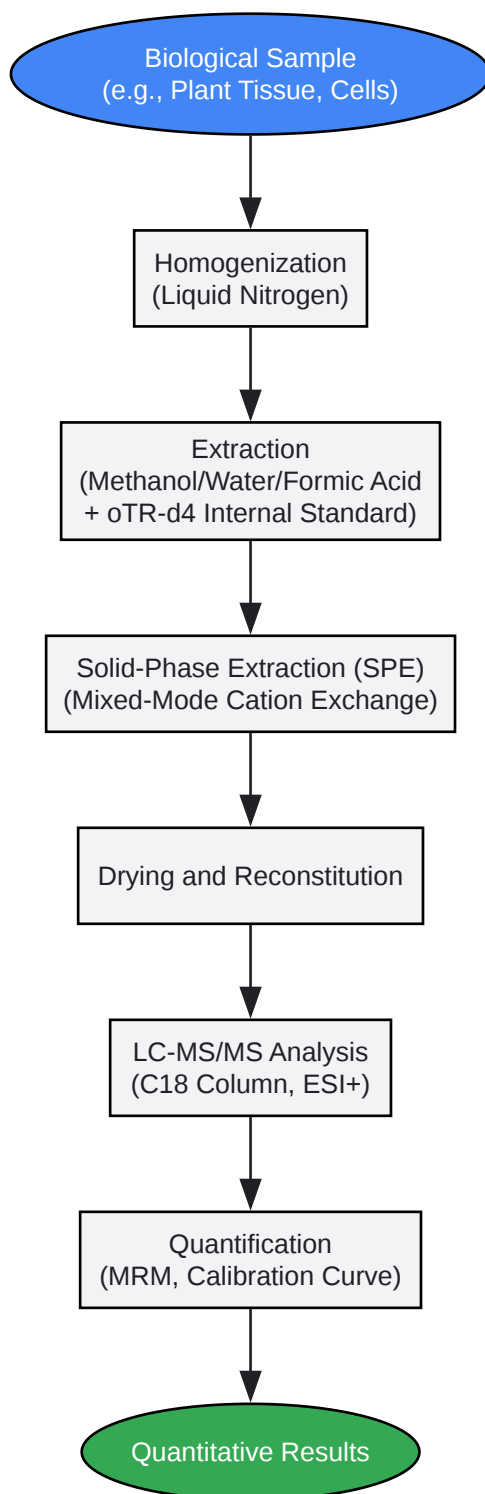 Biological Sample
(e.g., Plant Tissue, Cells)
Homogenization
(Liquid Nitrogen)
Extraction
(Methanol/Water/Formic Acid
+ oTR-d4 Internal Standard)
Solid-Phase Extraction (SPE)
(Mixed-Mode Cation Exchange)
Drying and Reconstitution
LC-MS/MS Analysis
(C18 Column, ESI+)
Quantification
(MRM, Calibration Curve)
Quantitative Results